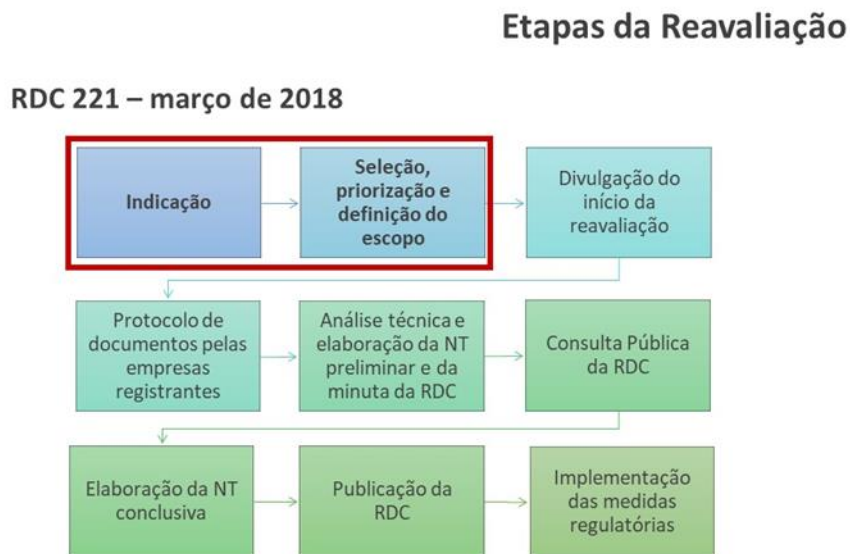 Etapas da Reavaliação
RDC 221 – março de 2018
Indicação
Seleção,
priorização e
definição do
escopo
Divulgação do
início da
reavaliação
Protocolo de
documentos pelas
empresas
registrantes
Análise técnica e
elaboração da NT
preliminar e da
minuta da RDC
Consulta Pública
da RDC
Elaboração da NT
conclusiva
Publicação da
RDC
Implementação
das medidas
regulatórias